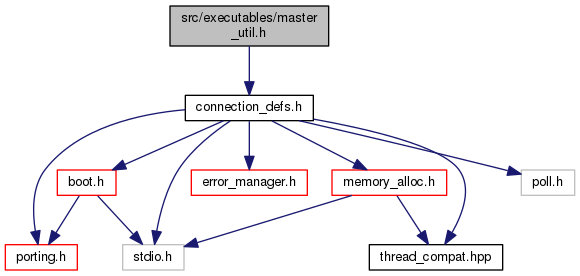 src/executables/master
_util.h
connection_defs.h
boot.h
error_manager.h
memory_alloc.h
poll.h
porting.h
stdio.h
thread_compat.hpp